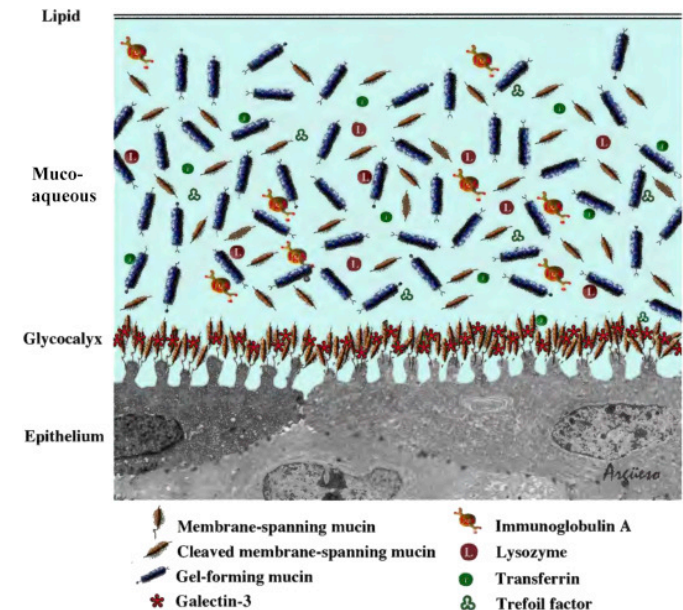 Lipid
Muco-
aqueous
Glycocalyx
Epithelium
Argüeso
Membrane-spanning mucin
Cleaved membrane-spanning mucin
Gel-forming mucin
Galectin-3
Immunoglobulin A
L Lysozyme
Transferrin
Trefoil factor